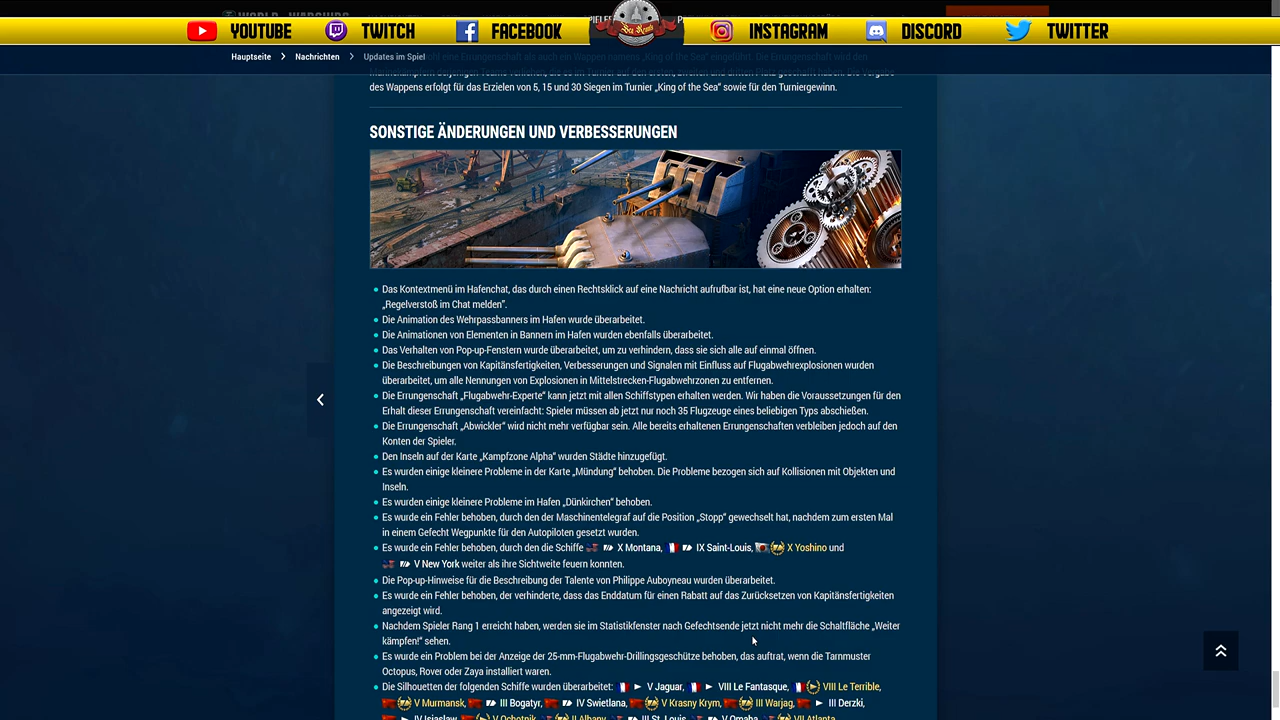 YOUTUBE TWITCH FACEBOOK Sea Rends INSTAGRAM DISCORD TWITTER
Hauptseite Nachrichten Updates im Spiel
des Wappens erfolgt für das Erzielen von 5, 15 und 30 Siegen im Turnier „King of the Sea“ sowie für den Turniergewinn.
SONSTIGE ÄNDERUNGEN UND VERBESSERUNGEN
Das Kontextmenü im Hafenchat, das durch einen Rechtsklick auf eine Nachricht aufrufbar ist, hat eine neue Option erhalten:
„Regelverstoß im Chat melden“.
Die Animation des Wehrpassbanners im Hafen wurde überarbeitet.
Die Animationen von Elementen in Bannern im Hafen wurden ebenfalls überarbeitet.
Das Verhalten von Pop-up-Fenstern wurde überarbeitet, um zu verhindern, dass sie sich alle auf einmal öffnen.
Die Beschreibungen von Kapitänsfertigkeiten, Verbesserungen und Signalen mit Einfluss auf Flugabwehrexplosionen wurden
überarbeitet, um alle Nennungen von Explosionen in Mittelstrecken-Flugabwehrzonen zu entfernen.
Die Errungenschaft „Flugabwehr-Experte“ kann jetzt mit allen Schiffstypen erhalten werden. Wir haben die Voraussetzungen für den
Erhalt dieser Errungenschaft vereinfacht: Spieler müssen ab jetzt nur noch 35 Flugzeuge eines beliebigen Typs abschießen.
Die Errungenschaft „Abwickler“ wird nicht mehr verfügbar sein. Alle bereits erhaltenen Errungenschaften verbleiben jedoch auf den
Konten der Spieler.
Den Inseln auf der Karte „Kampfzone Alpha“ wurden Städte hinzugefügt.
Es wurden einige kleinere Probleme in der Karte „Mündung“ behoben. Die Probleme bezogen sich auf Kollisionen mit Objekten und
Inseln.
Es wurden einige kleinere Probleme im Hafen „Dünkirchen“ behoben.
Es wurde ein Fehler behoben, durch den der Maschinentelegraf auf die Position „Stopp“ gewechselt hat, nachdem zum ersten Mal
in einem Gefecht Wegpunkte für den Autopiloten gesetzt wurden.
Es wurde ein Fehler behoben, durch den die Schiffe X Montana, IX Saint-Louis, X Yoshino und
V New York weiter als ihre Sichtweite feuern konnten.
Die Pop-up-Hinweise für die Beschreibung der Talente von Philippe Auboyneau wurden überarbeitet.
Es wurde ein Fehler behoben, der verhinderte, dass das Enddatum für einen Rabatt auf das Zurücksetzen von Kapitänsfertigkeiten
angezeigt wird.
Nachdem Spieler Rang 1 erreicht haben, werden sie im Statistikfenster nach Gefechtsende jetzt nicht mehr die Schaltfläche „Weiter
kämpfen!“ sehen.
Es wurde ein Problem bei der Anzeige der 25-mm-Flugabwehr-Drillingsgeschütze behoben, das auftrat, wenn die Tarnmuster
Octopus, Rover oder Zaya installiert waren.
Die Silhouetten der folgenden Schiffe wurden überarbeitet: V Jaguar, VIII Le Fantasque, VIII Le Terrible,
V Murmansk, III Bogatyr, IV Swietlana, V Krasny Krym, III Warjag, III Derzki,
IV Isjaslaw, V Ochotnik, II Albany, III St. Louis, V Omaha, VII Atlanta